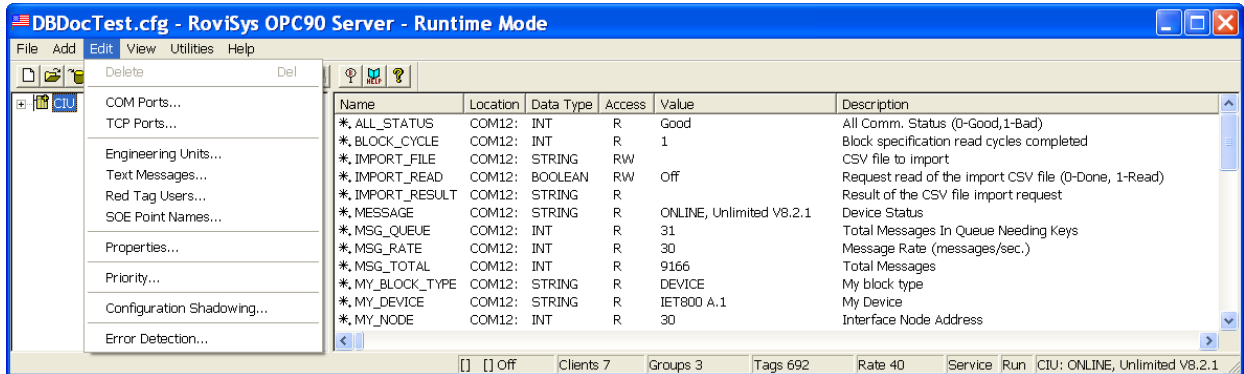 DBDocTest.cfg - RoviSys OPC90 Server - Runtime Mode
File Add Edit View Utilities Help
Delete Del
COM Ports...
TCP Ports...
Engineering Units...
Text Messages...
Red Tag Users...
SOE Point Names...
Properties...
Priority...
Configuration Shadowing...
Error Detection...
HELP ?
CIU
Name Location Data Type Access Value Description
*. ALL_STATUS COM12: INT R Good All Comm. Status (0-Good,1-Bad)
*. BLOCK_CYCLE COM12: INT R 1 Block specification read cycles completed
*. IMPORT_FILE COM12: STRING RW CSV file to import
*. IMPORT_READ COM12: BOOLEAN RW Off Request read of the import CSV file (0-Done, 1-Read)
*. IMPORT_RESULT COM12: STRING R Result of the CSV file import request
*. MESSAGE COM12: STRING R ONLINE, Unlimited V8.2.1 Device Status
*. MSG_QUEUE COM12: INT R 31 Total Messages In Queue Needing Keys
*. MSG_RATE COM12: INT R 30 Message Rate (messages/sec.)
*. MSG_TOTAL COM12: INT R 9166 Total Messages
*. MY_BLOCK_TYPE COM12: STRING R DEVICE My block type
*. MY_DEVICE COM12: STRING R IET800 A.1 My Device
*. MY_NODE COM12: INT R 30 Interface Node Address
[] [] Off Clients 7 Groups 3 Tags 692 Rate 40 Service Run CIU: ONLINE, Unlimited V8.2.1